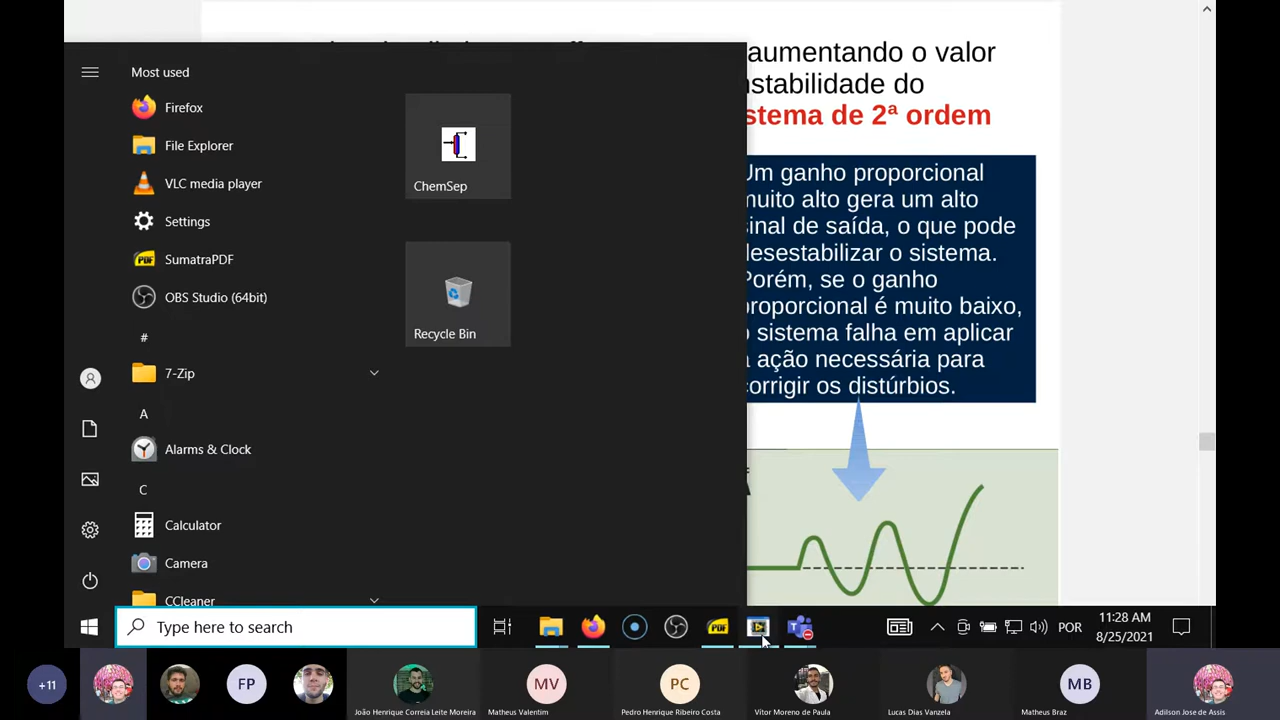 aumentando o valor
nstabilidade do
stema de 2ª ordem
Most used
Firefox
File Explorer
VLC media player
Settings
SumatraPDF
OBS Studio (64bit)
#
7-Zip
A
Alarms & Clock
C
Calculator
Camera
CCleaner
ChemSep
Recycle Bin
Um ganho proporcional
muito alto gera um alto
sinal de saída, o que pode
desestabilizar o sistema.
Porém, se o ganho
proporcional é muito baixo,
o sistema falha em aplicar
a ação necessária para
corrigir os distúrbios.
Type here to search
PDF
POR
11:28 AM
8/25/2021
+11
FP
João Henrique Correia Leite Moreira
MV
Matheus Valentim
PC
Pedro Henrique Ribeiro Costa
Vítor Moreno de Paula
Lucas Dias Vanzela
MB
Matheus Braz
Adilson Jose de Assis